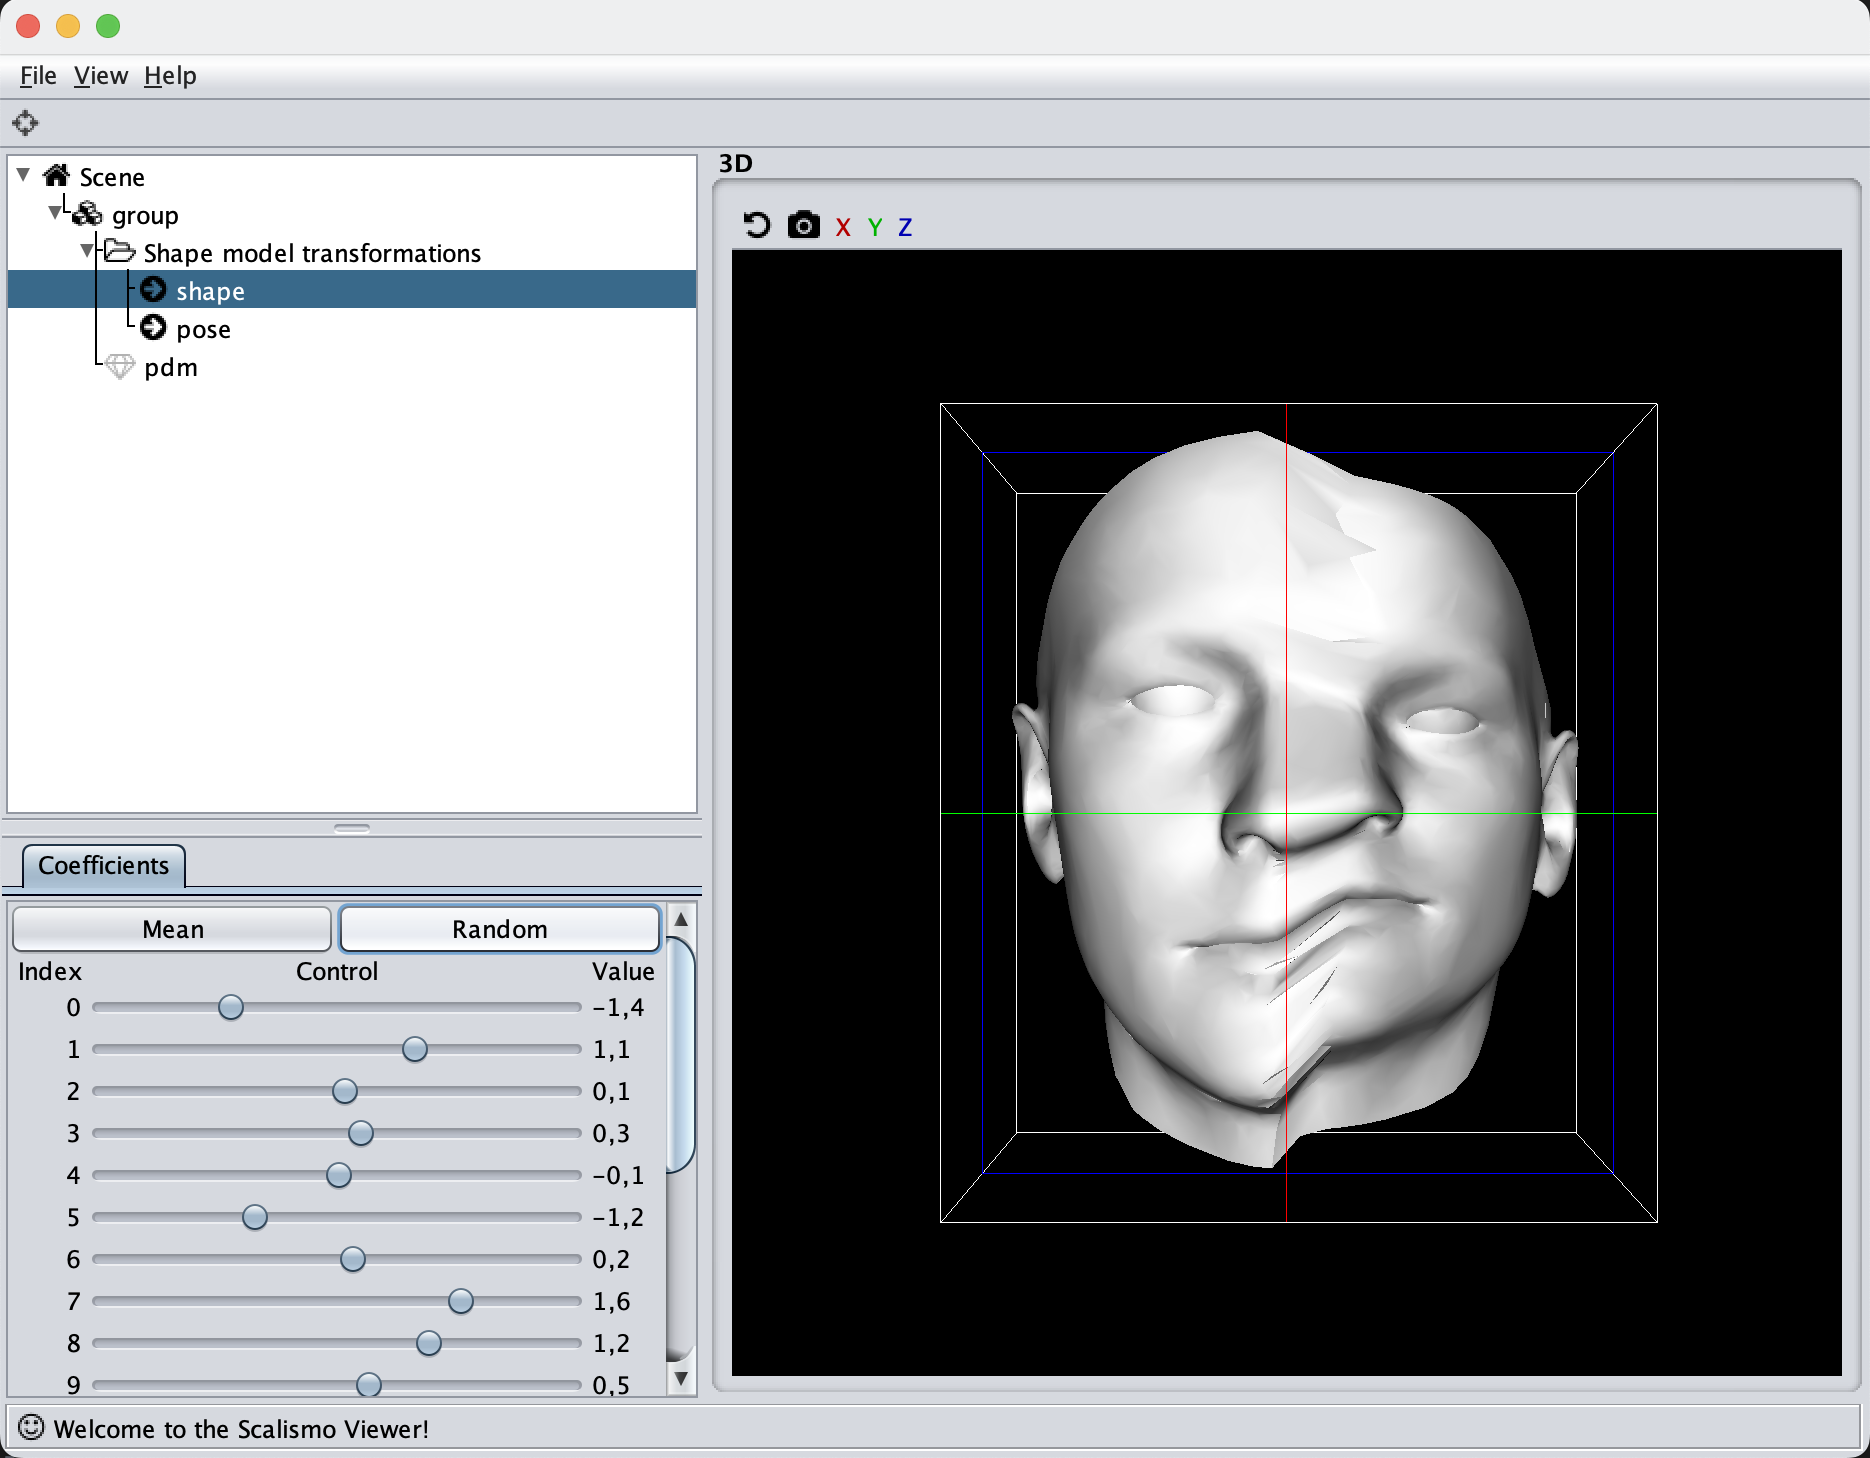 File View Help
Scene
group
Shape model transformations
shape
pose
pdm
3D
X Y Z
Coefficients
Mean Random
Index Control Value
0 -1,4
1 1,1
2 0,1
3 0,3
4 -0,1
5 -1,2
6 0,2
7 1,6
8 1,2
9 0,5
Welcome to the Scalismo Viewer!